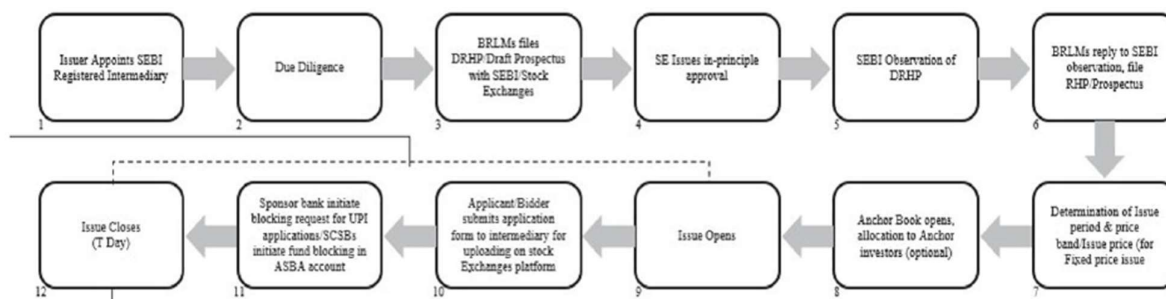 Issuer Appoints SEBI
Registered Intermediary
1
Due Diligence
2
BRLMs files
DRHP/Draft Prospectus
with SEBI/Stock
Exchanges
3
SE Issues in-principle
approval
4
SEBI Observation of
DRHP
5
BRLMs reply to SEBI
observation, file
RHP/Prospectus
6
Determination of Issue
period & price
band/Issue price (for
Fixed price issue
7
Anchor Book opens,
allocation to Anchor
investors (optional)
8
Issue Opens
9
Applicant/Bidder
submits application
form to intermediary for
uploading on stock
Exchanges platform
10
Sponsor bank initiate
blocking request for UPI
applications/SCSBs
initiate fund blocking in
ASBA account
11
Issue Closes
(T Day)
12